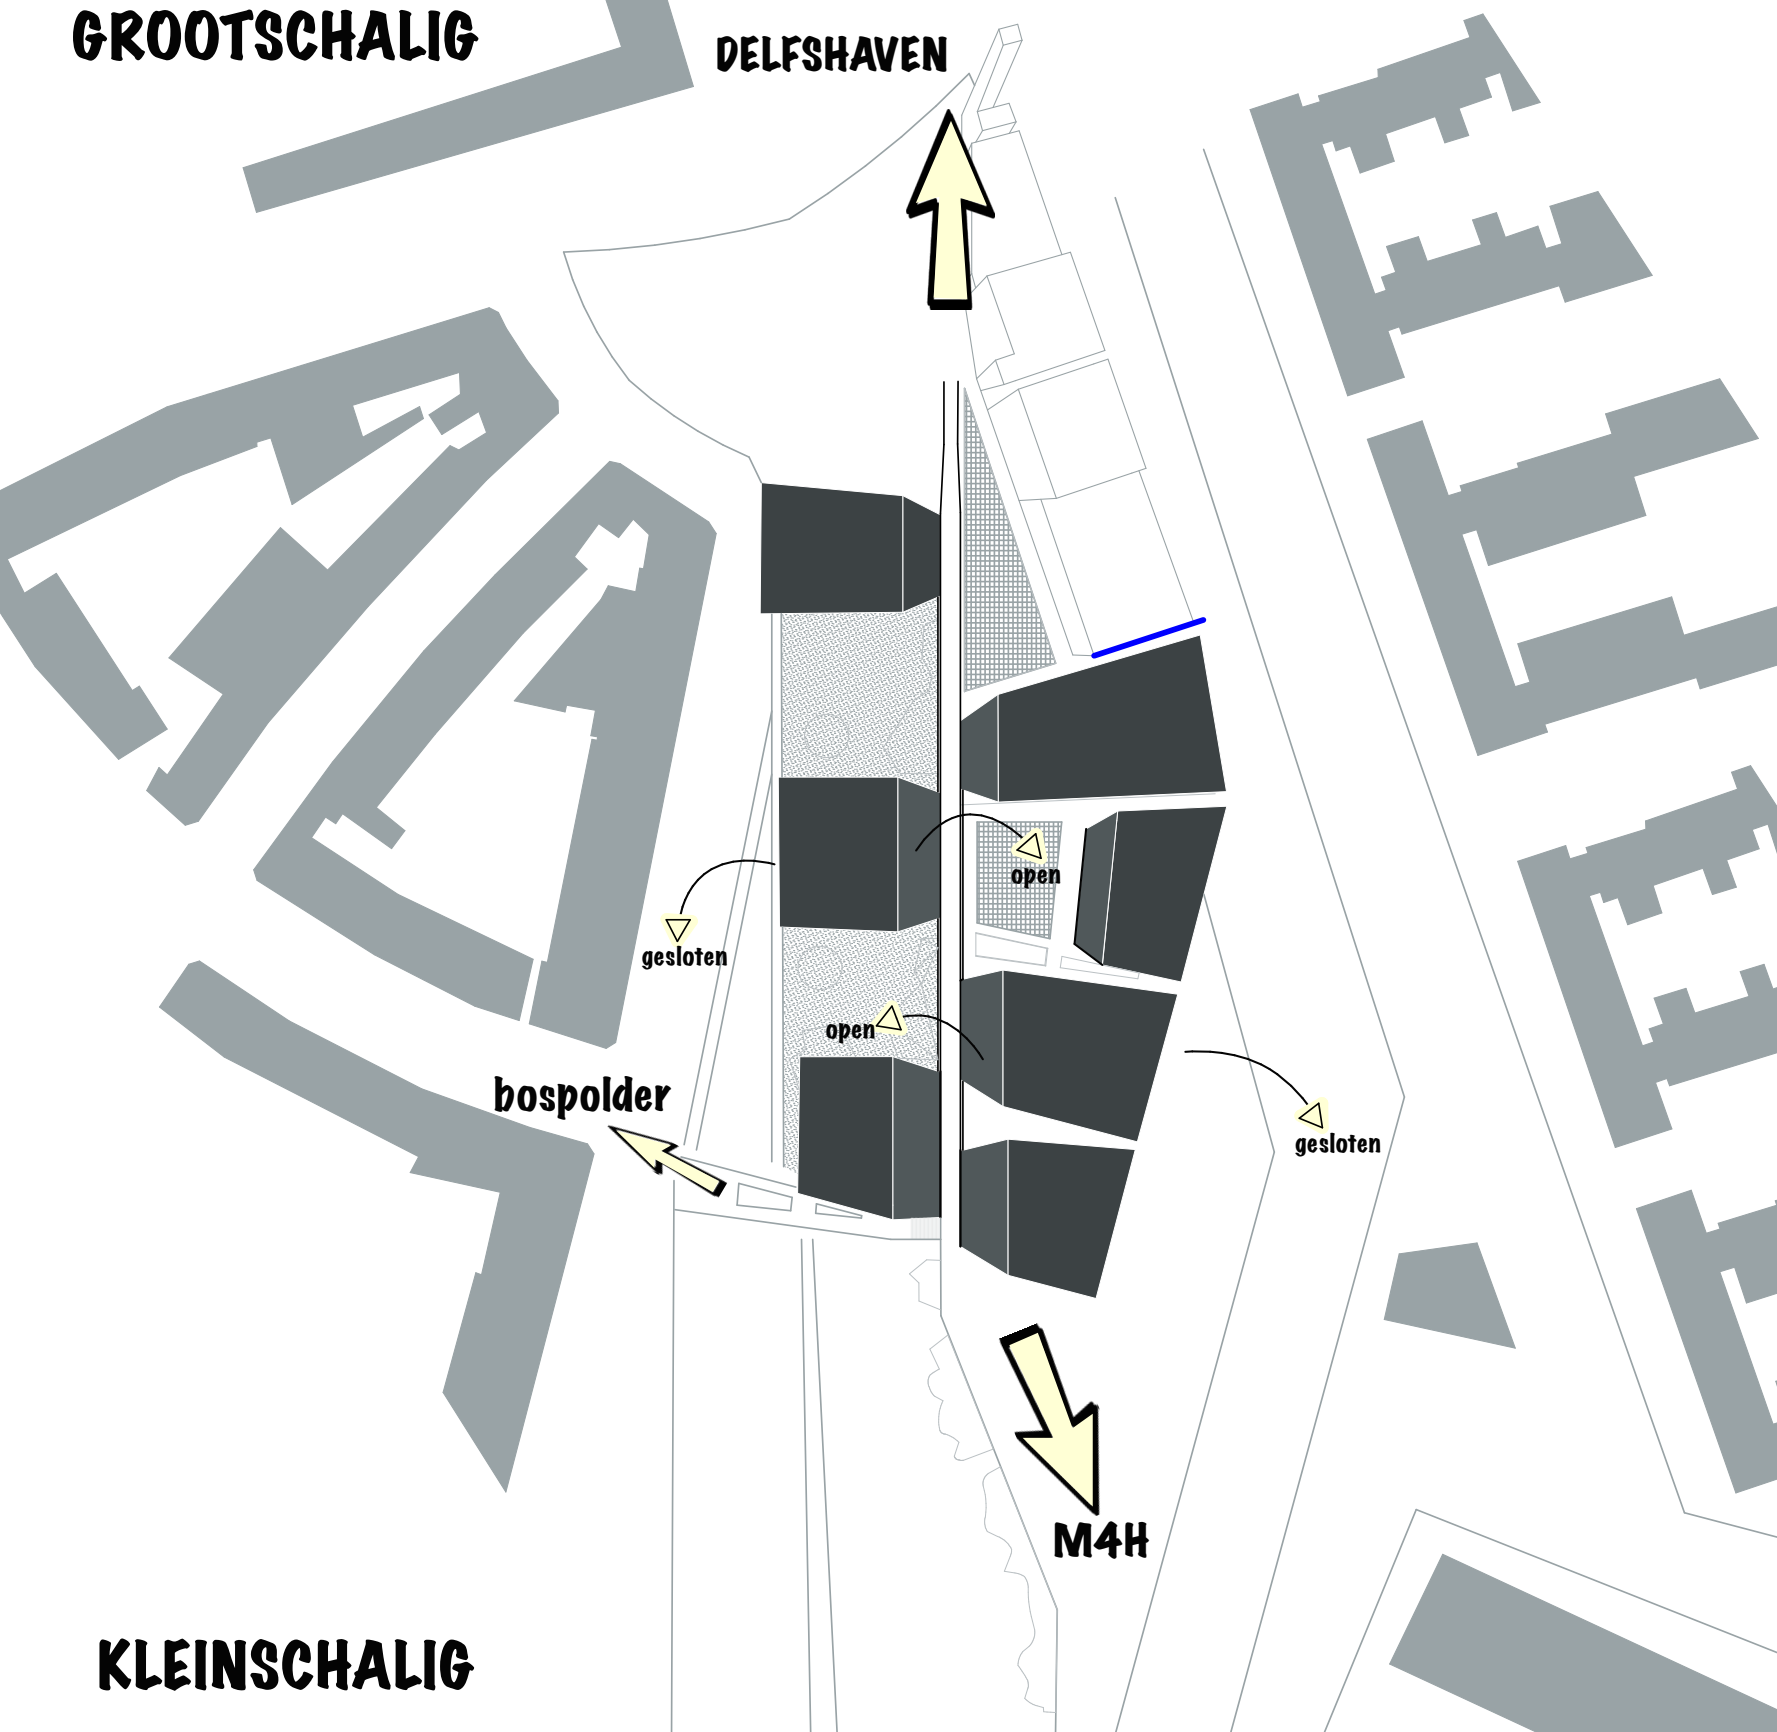 GROOTSCHALIG
DELFSHAVEN
open
gesloten
open
bospolder
gesloten
M4H
KLEINSCHALIG